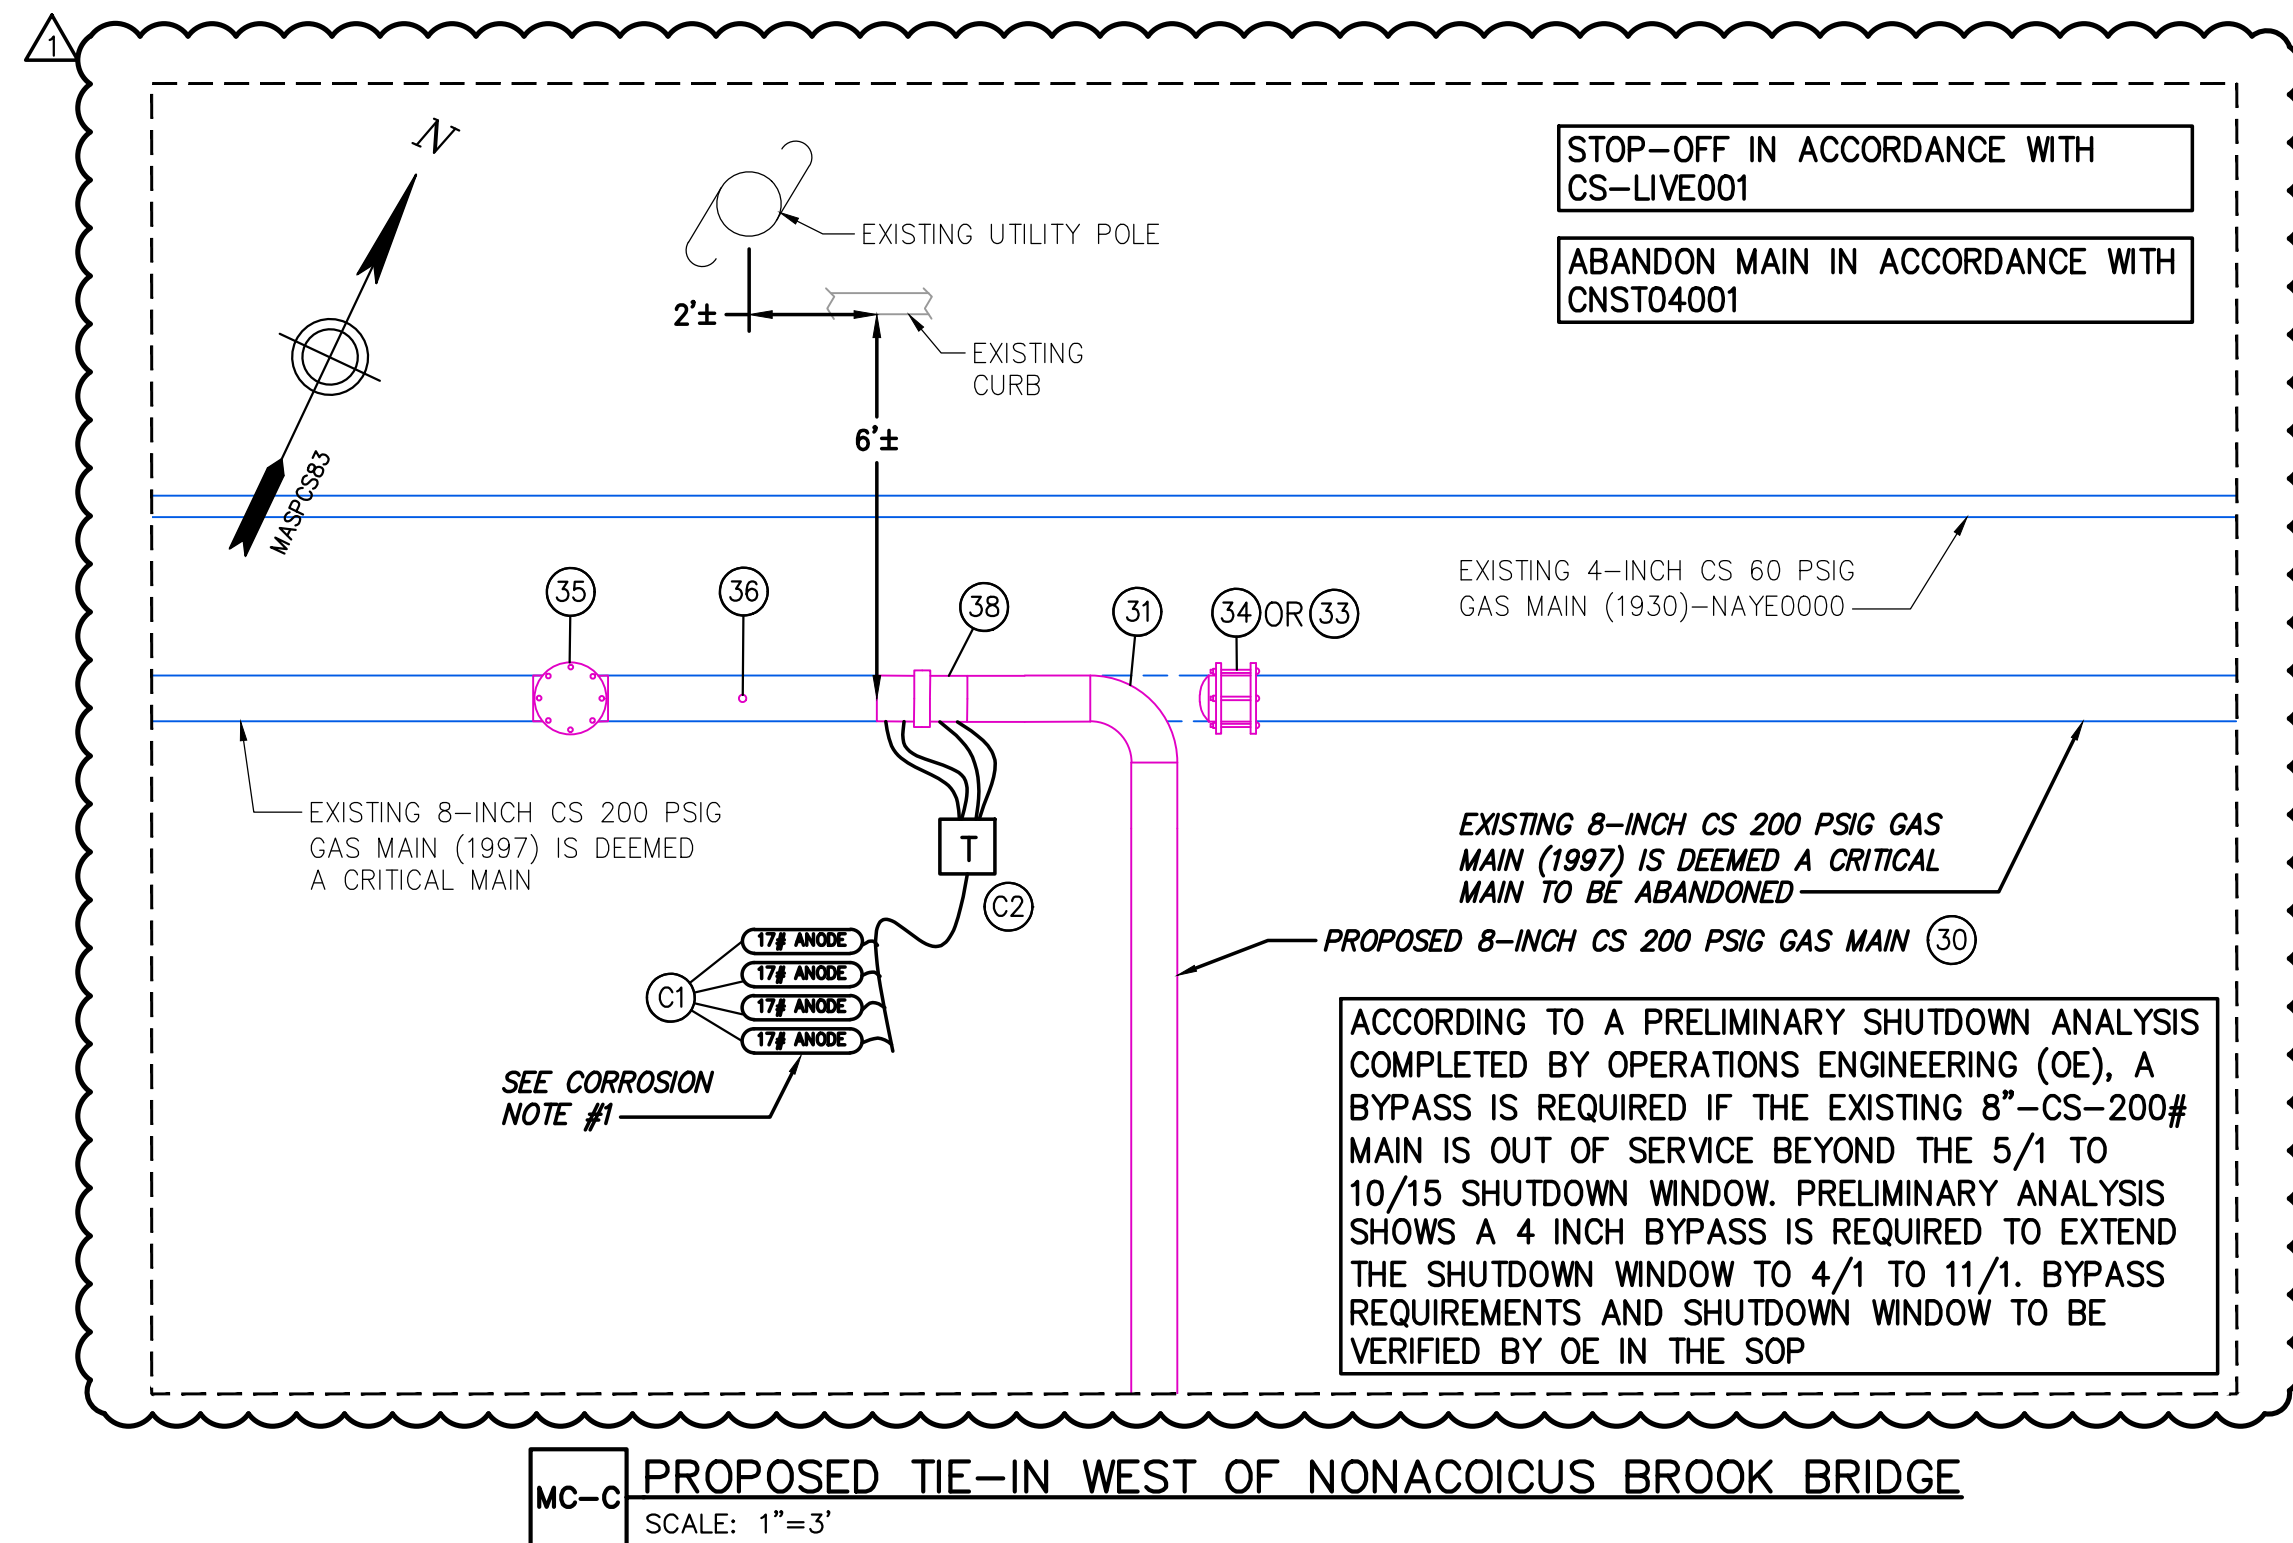 1
N
MASPCS83
EXISTING UTILITY POLE
2'±
EXISTING
CURB
6'±
STOP-OFF IN ACCORDANCE WITH
CS-LIVE001
ABANDON MAIN IN ACCORDANCE WITH
CNST04001
EXISTING 4-INCH CS 60 PSIG
GAS MAIN (1930)-NAYE0000
35
36
38
31
34 OR 33
EXISTING 8-INCH CS 200 PSIG
GAS MAIN (1997) IS DEEMED
A CRITICAL MAIN
T
C2
EXISTING 8-INCH CS 200 PSIG GAS
MAIN (1997) IS DEEMED A CRITICAL
MAIN TO BE ABANDONED
PROPOSED 8-INCH CS 200 PSIG GAS MAIN 30
C1
17# ANODE
17# ANODE
17# ANODE
17# ANODE
SEE CORROSION
NOTE #1
ACCORDING TO A PRELIMINARY SHUTDOWN ANALYSIS
COMPLETED BY OPERATIONS ENGINEERING (OE), A
BYPASS IS REQUIRED IF THE EXISTING 8"-CS-200#
MAIN IS OUT OF SERVICE BEYOND THE 5/1 TO
10/15 SHUTDOWN WINDOW. PRELIMINARY ANALYSIS
SHOWS A 4 INCH BYPASS IS REQUIRED TO EXTEND
THE SHUTDOWN WINDOW TO 4/1 TO 11/1. BYPASS
REQUIREMENTS AND SHUTDOWN WINDOW TO BE
VERIFIED BY OE IN THE SOP
MC-C
PROPOSED TIE-IN WEST OF NONACOICUS BROOK BRIDGE
SCALE: 1"=3'